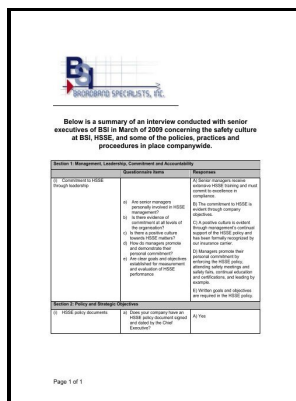 BSI
BROADBAND SPECIALISTS, INC.
Below is a summary of an interview conducted with senior
executives of BSI in March of 2009 concerning the safety culture
at BSI, HSSE, and some of the policies, practices and
procedures in place companywide.
Section 1: Management, Leadership, Commitment and Accountability
Questionnaire Items Responses
(i) Commitment to HSSE
through leadership
a) Are senior managers
personally involved in HSSE
management?
b) Is there evidence of
commitment at all levels of
the organisation?
c) Is there a positive culture
towards HSSE matters?
d) How do managers promote
and demonstrate their
personal commitment?
e) Are clear goals and objectives
established for measurement
and evaluation of HSSE
performance
A) Senior managers receive
extensive HSSE training and must
commit to excellence in
compliance.
B) The commitment to HSSE is
evident through company
objectives.
C) A positive culture is evident
through management's continual
support of the HSSE policy and
has been formally recognised by
our insurance carrier.
D) Managers promote their
personal commitment by
enforcing the HSSE policy,
attending safety meetings and
safety fairs, continual education
and certifications, and leading by
example.
E) Written goals and objectives
are required in the HSSE policy.
Section 2: Policy and Strategic Objectives
(i) HSSE policy documents
a) Does your company have an
HSSE policy document signed
and dated by the Chief
Executive?
A) Yes
Page 1 of 1